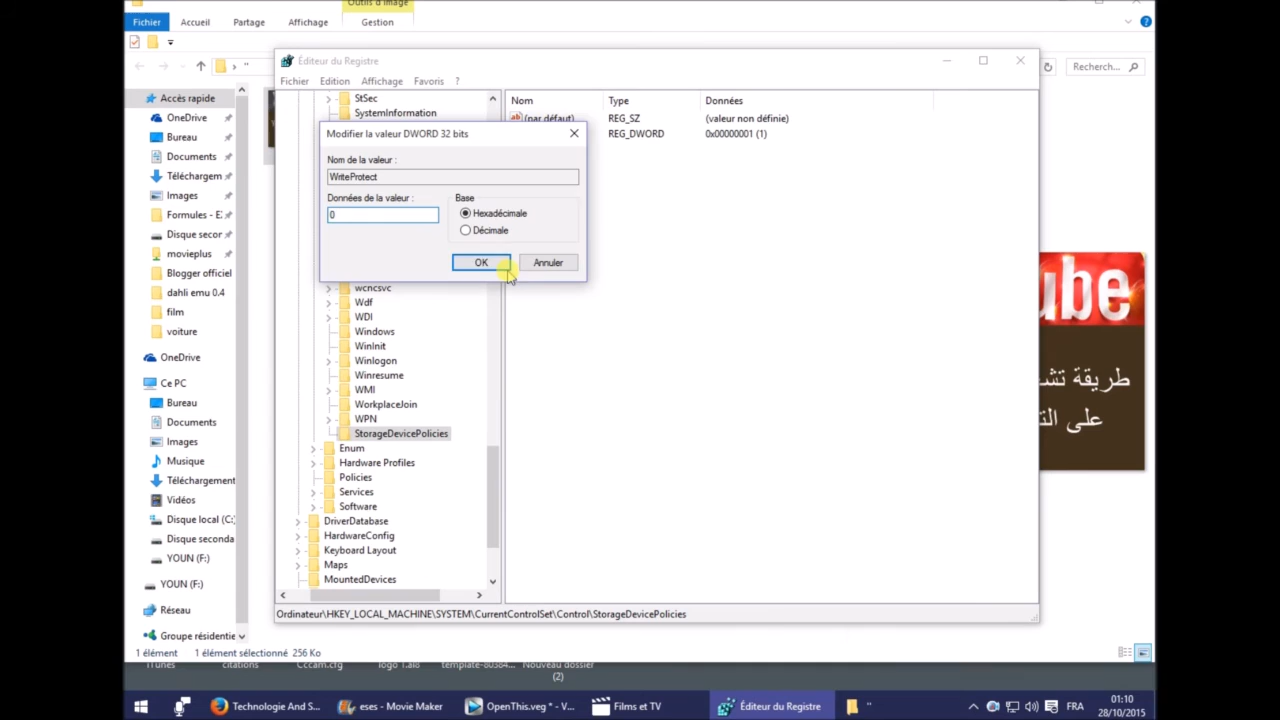 Outils d'image
Fichier
Accueil
Partage
Affichage
Gestion
"
Recherch...
Accès rapide
OneDrive
Bureau
Documents
Téléchargem
Images
Formules - E
Disque secor
movieplus
Blogger officiel
dahli emu 0.4
film
voiture
OneDrive
Ce PC
Bureau
Documents
Images
Musique
Téléchargement
Vidéos
Disque local (C:)
Disque seconda
YOUN (F:)
YOUN (F:)
Réseau
Groupe résidentie
1 élément
1 élément sélectionné 256 Ko
Éditeur du Registre
Fichier
Edition
Affichage
Favoris
?
StSec
SystemInformation
Nom
Type
Données
(par défaut)
REG_SZ
(valeur non définie)
REG_DWORD
0x00000001 (1)
Modifier la valeur DWORD 32 bits
Nom de la valeur :
WriteProtect
Données de la valeur :
0
Base
Hexadécimale
Décimale
OK
Annuler
wcncsvc
Wdf
WDI
Windows
WinInit
Winlogon
Winresume
WMI
WorkplaceJoin
WPN
StorageDevicePolicies
Enum
Hardware Profiles
Policies
Services
Software
DriverDatabase
HardwareConfig
Keyboard Layout
Maps
MountedDevices
Ordinateur\HKEY_LOCAL_MACHINE\SYSTEM\CurrentControlSet\Control\StorageDevicePolicies
ube
طريقة تشـ
على التـ
iTunes
citations
Cccam.cfg
logo 1.alo
template-80384...
Nouveau dossier
(2)
Technologie And S...
eses - Movie Maker
OpenThis.veg * - V...
Films et TV
Éditeur du Registre
"
FRA
01:10
28/10/2015